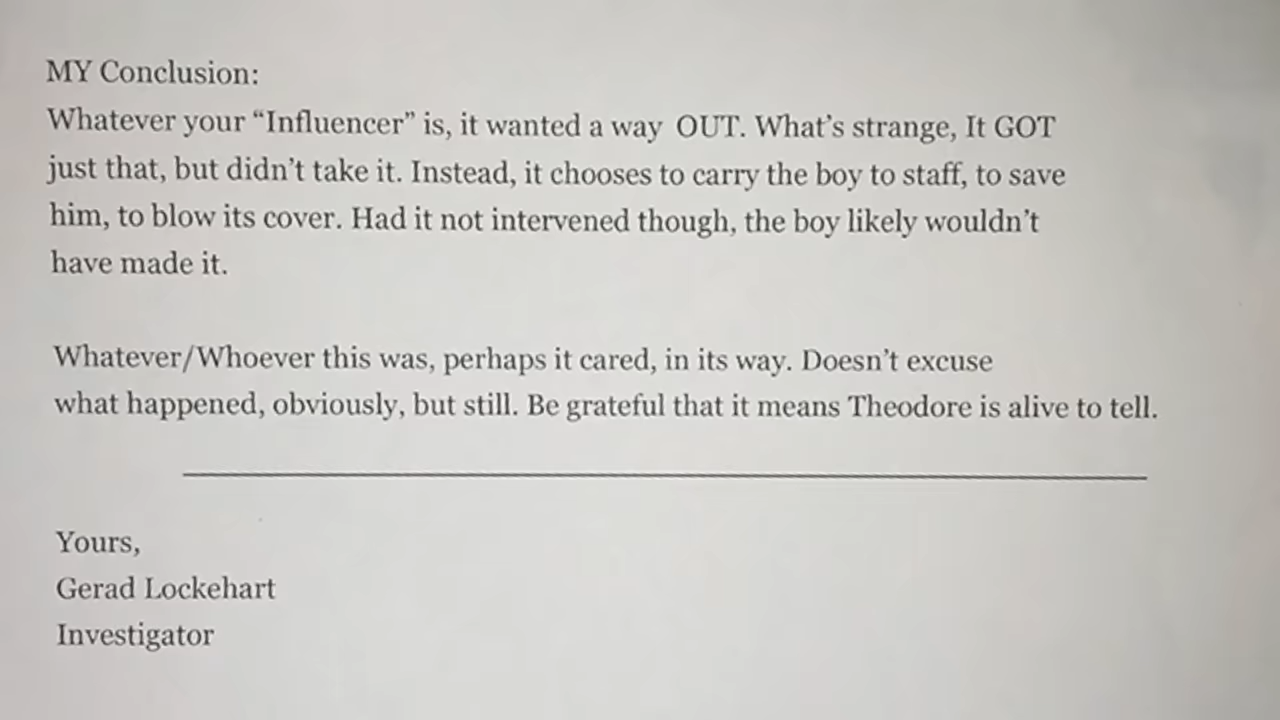 MY Conclusion:
Whatever your “Influencer” is, it wanted a way OUT. What’s strange, It GOT
just that, but didn’t take it. Instead, it chooses to carry the boy to staff, to save
him, to blow its cover. Had it not intervened though, the boy likely wouldn’t
have made it.
Whatever/Whoever this was, perhaps it cared, in its way. Doesn’t excuse
what happened, obviously, but still. Be grateful that it means Theodore is alive to tell.
Yours,
Gerad Lockehart
Investigator